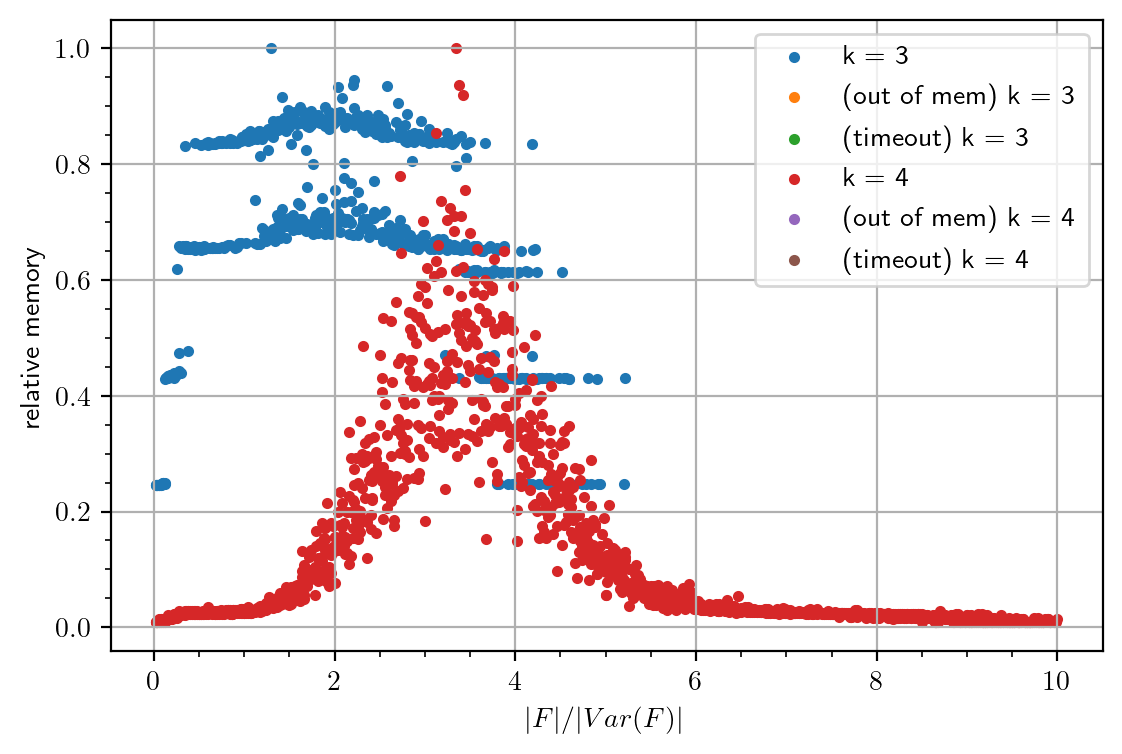 1.0
0.8
0.6
0.4
0.2
0.0
relative memory
0
2
4
6
8
10
|F|/|Var(F)|
k = 3
(out of mem) k = 3
(timeout) k = 3
k = 4
(out of mem) k = 4
(timeout) k = 4